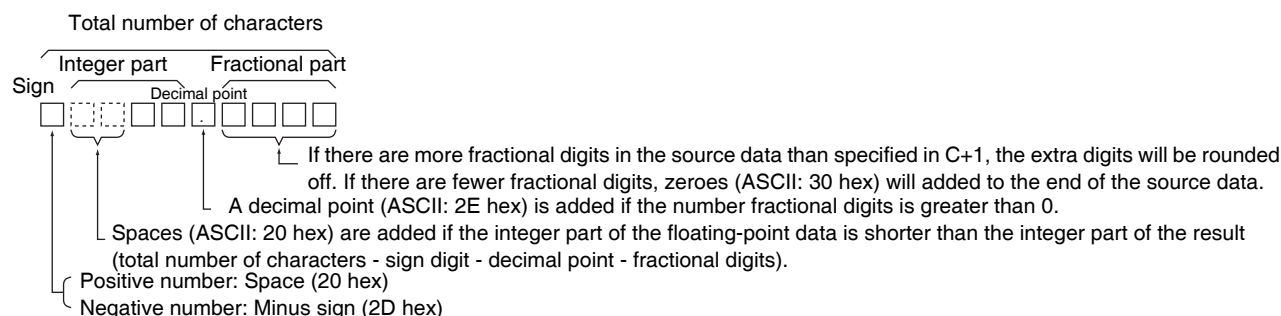 Total number of characters
Integer part Fractional part
Sign
Decimal point
.
If there are more fractional digits in the source data than specified in C+1, the extra digits will be rounded
off. If there are fewer fractional digits, zeroes (ASCII: 30 hex) will added to the end of the source data.
A decimal point (ASCII: 2E hex) is added if the number fractional digits is greater than 0.
Spaces (ASCII: 20 hex) are added if the integer part of the floating-point data is shorter than the integer part of the result
(total number of characters - sign digit - decimal point - fractional digits).
Positive number: Space (20 hex)
Negative number: Minus sign (2D hex)